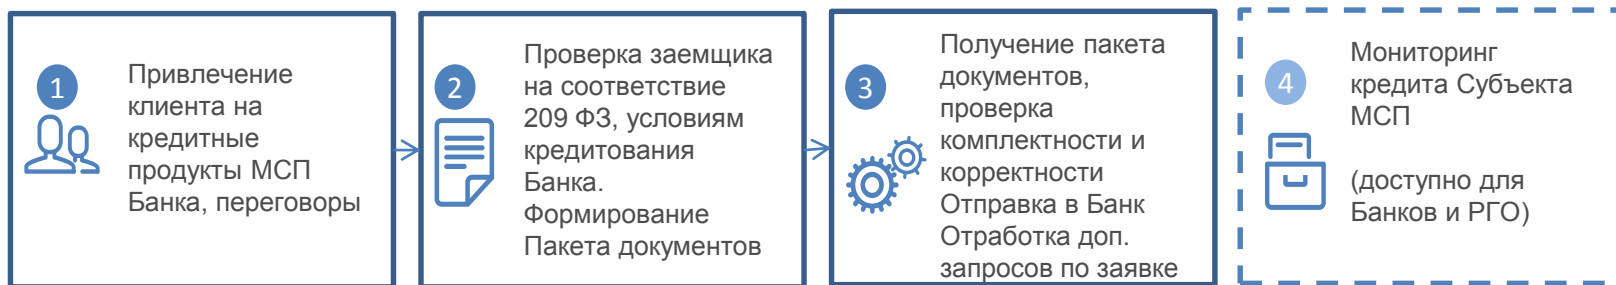 1
Привлечение
клиента на
кредитные
продукты МСП
Банка, переговоры
2
Проверка заемщика
на соответствие
209 ФЗ, условиям
кредитования
Банка.
Формирование
Пакета документов
3
Получение пакета
документов,
проверка
комплектности и
корректности
Отправка в Банк
Отработка доп.
запросов по заявке
4
Мониторинг
кредита Субъекта
МСП
(доступно для
Банков и РГО)